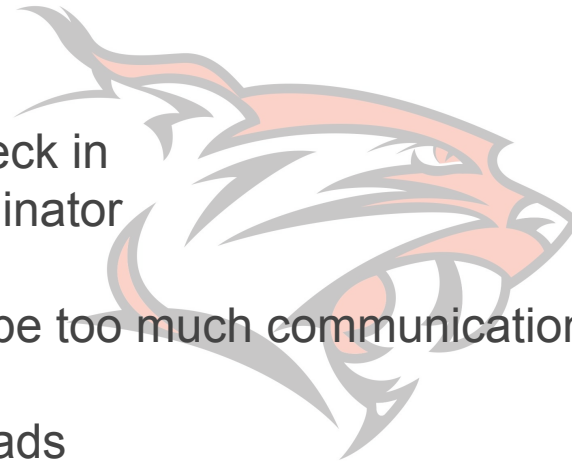 eck in
inator
be too much communication
ads